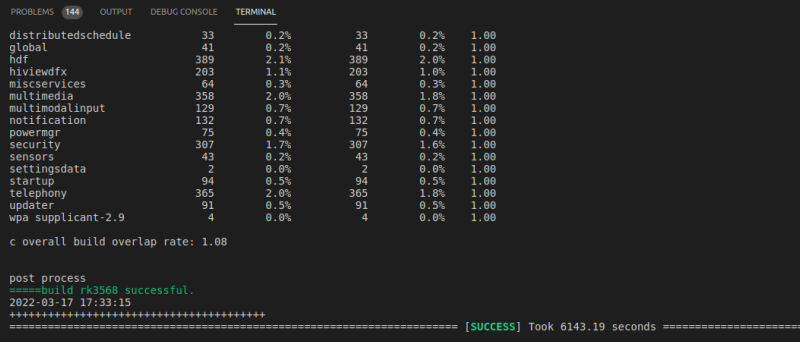 PROBLEMS 144 OUTPUT DEBUG CONSOLE TERMINAL
distributedschedule 33 0.2% 33 0.2% 1.00
global 41 0.2% 41 0.2% 1.00
hdf 389 2.1% 389 2.0% 1.00
hiviewdfx 203 1.1% 203 1.0% 1.00
miscservices 64 0.3% 64 0.3% 1.00
multimedia 358 2.0% 358 1.8% 1.00
multimodalinput 129 0.7% 129 0.7% 1.00
notification 132 0.7% 132 0.7% 1.00
powermgr 75 0.4% 75 0.4% 1.00
security 307 1.7% 307 1.6% 1.00
sensors 43 0.2% 43 0.2% 1.00
settingsdata 2 0.0% 2 0.0% 1.00
startup 94 0.5% 94 0.5% 1.00
telephony 365 2.0% 365 1.8% 1.00
updater 91 0.5% 91 0.5% 1.00
wpa supplicant-2.9 4 0.0% 4 0.0% 1.00
c overall build overlap rate: 1.08
post process
=====build rk3568 successful.
2022-03-17 17:33:15
++++++++++++++++++++++++++++++++++++++++
====================================================================== [SUCCESS] Took 6143.19 seconds ======================